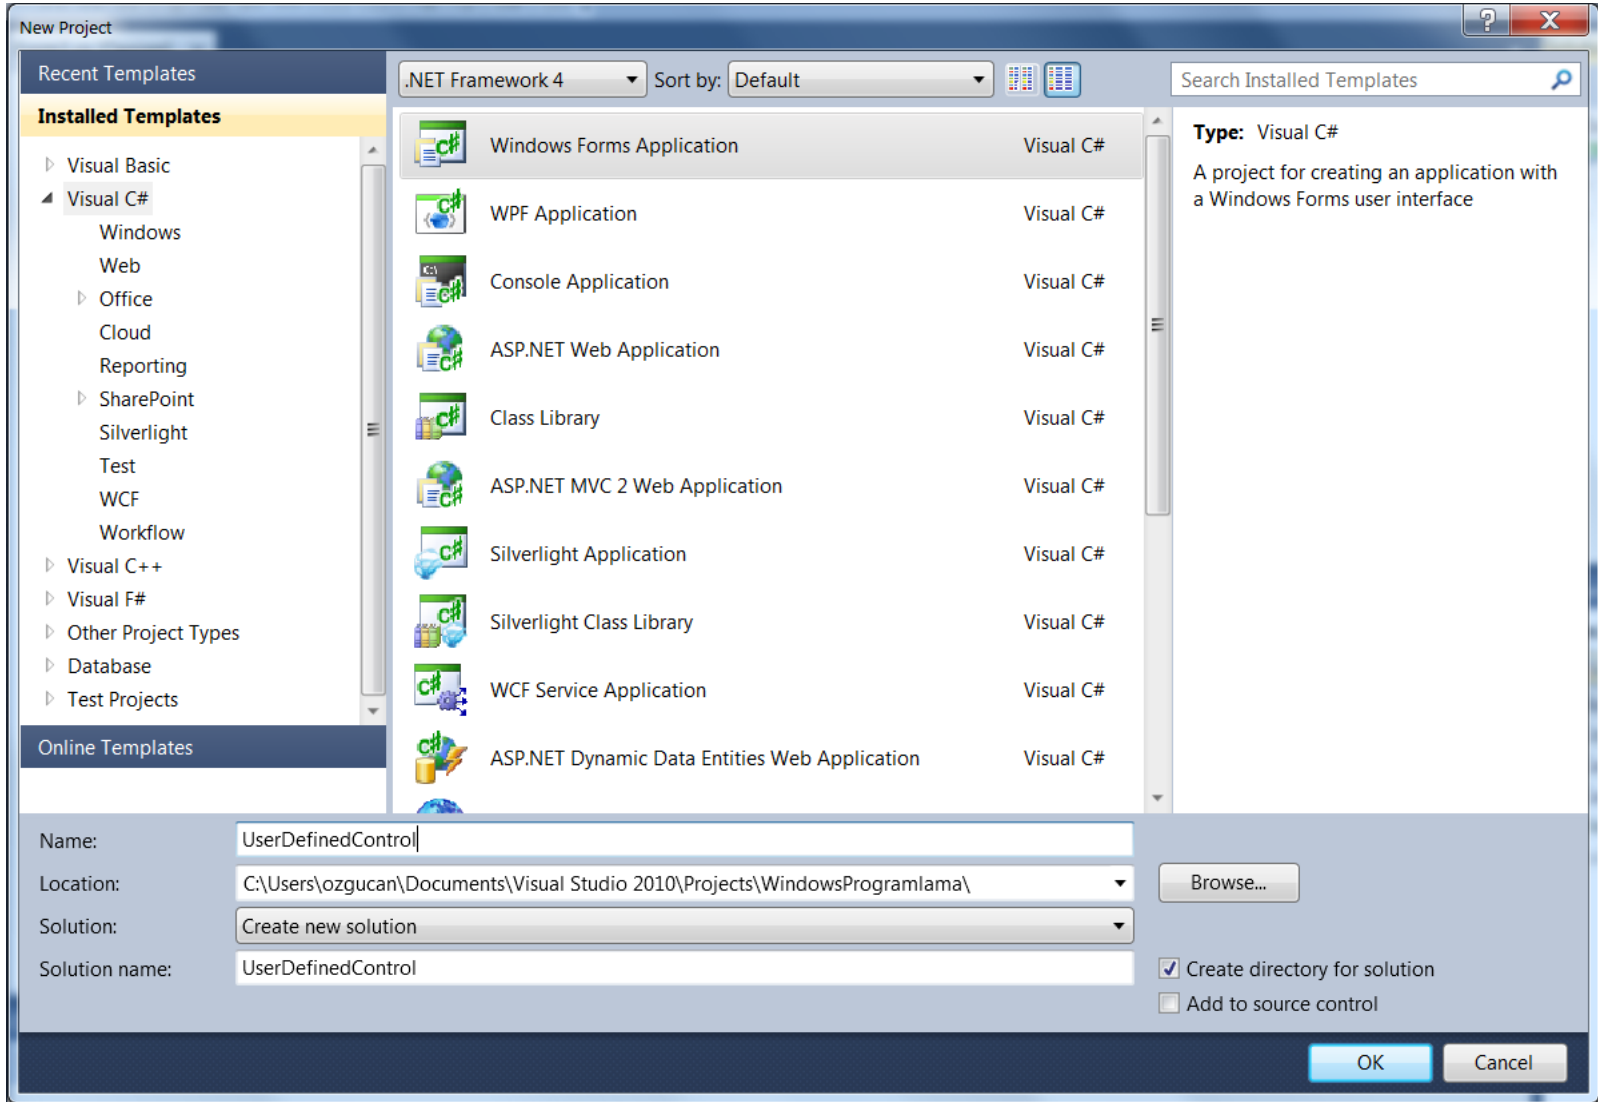 New Project
Recent Templates
.NET Framework 4
Sort by:
Default
Search Installed Templates
Installed Templates
Visual Basic
Visual C#
Windows
Web
Office
Cloud
Reporting
SharePoint
Silverlight
Test
WCF
Workflow
Visual C++
Visual F#
Other Project Types
Database
Test Projects
Online Templates
Windows Forms Application Visual C#
WPF Application Visual C#
Console Application Visual C#
ASP.NET Web Application Visual C#
Class Library Visual C#
ASP.NET MVC 2 Web Application Visual C#
Silverlight Application Visual C#
Silverlight Class Library Visual C#
WCF Service Application Visual C#
ASP.NET Dynamic Data Entities Web Application Visual C#
Type: Visual C#
A project for creating an application with
a Windows Forms user interface
Name: UserDefinedControl
Location: C:\Users\ozgucan\Documents\Visual Studio 2010\Projects\WindowsProgramlama\
Browse...
Solution: Create new solution
Solution name: UserDefinedControl
Create directory for solution
Add to source control
OK
Cancel